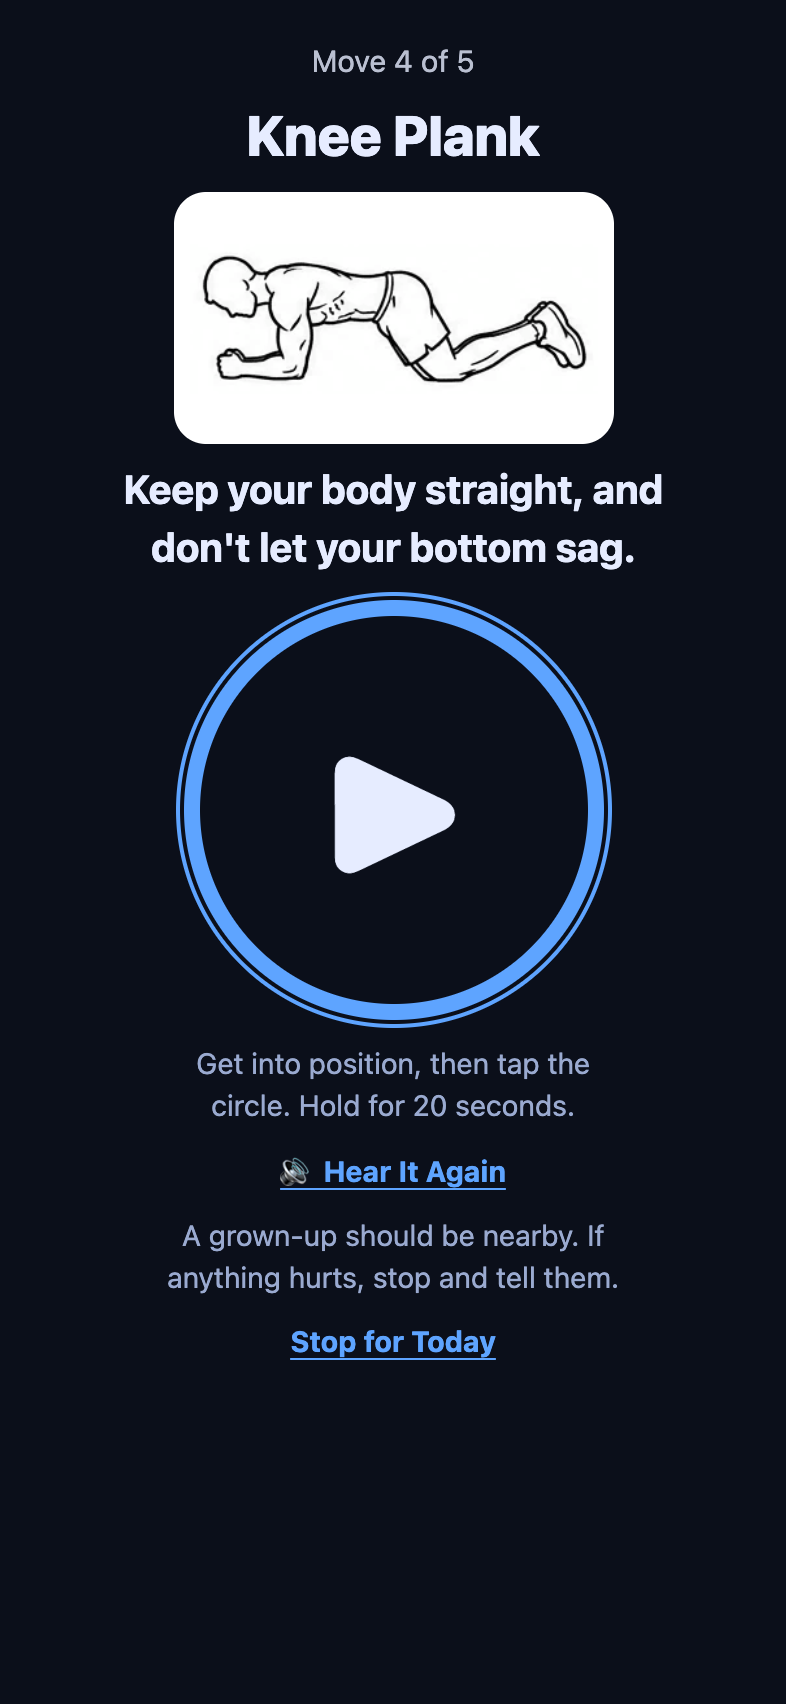 Move 4 of 5
Knee Plank
Keep your body straight, and
don't let your bottom sag.
Get into position, then tap the
circle. Hold for 20 seconds.
🔊 Hear It Again
A grown-up should be nearby. If
anything hurts, stop and tell them.
Stop for Today